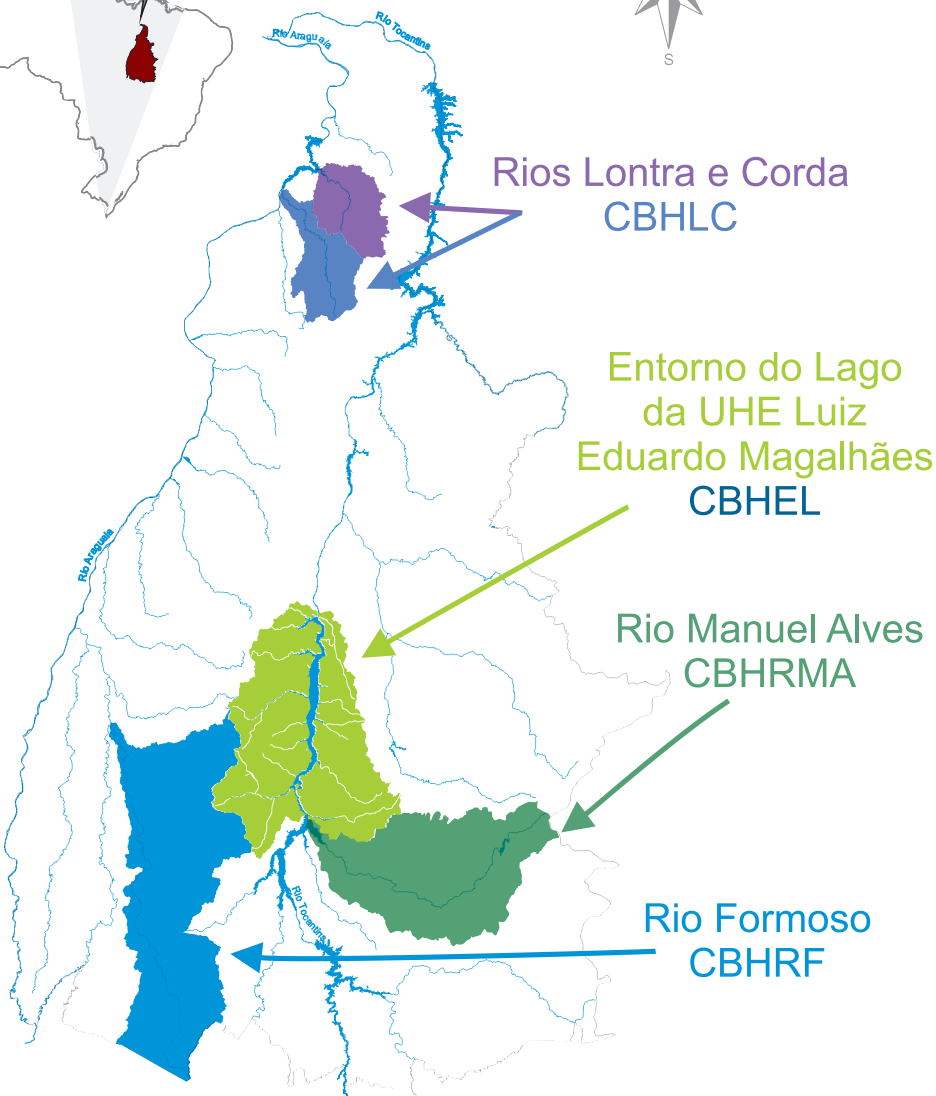 Rio Tocantins
Rio Araguaia
S
Rios Lontra e Corda
CBHLC
Entorno do Lago
da UHE Luiz
Eduardo Magalhães
CBHEL
Rio Araguaia
Rio Manuel Alves
CBHRMA
Rio Tocantins
Rio Formoso
CBHRF